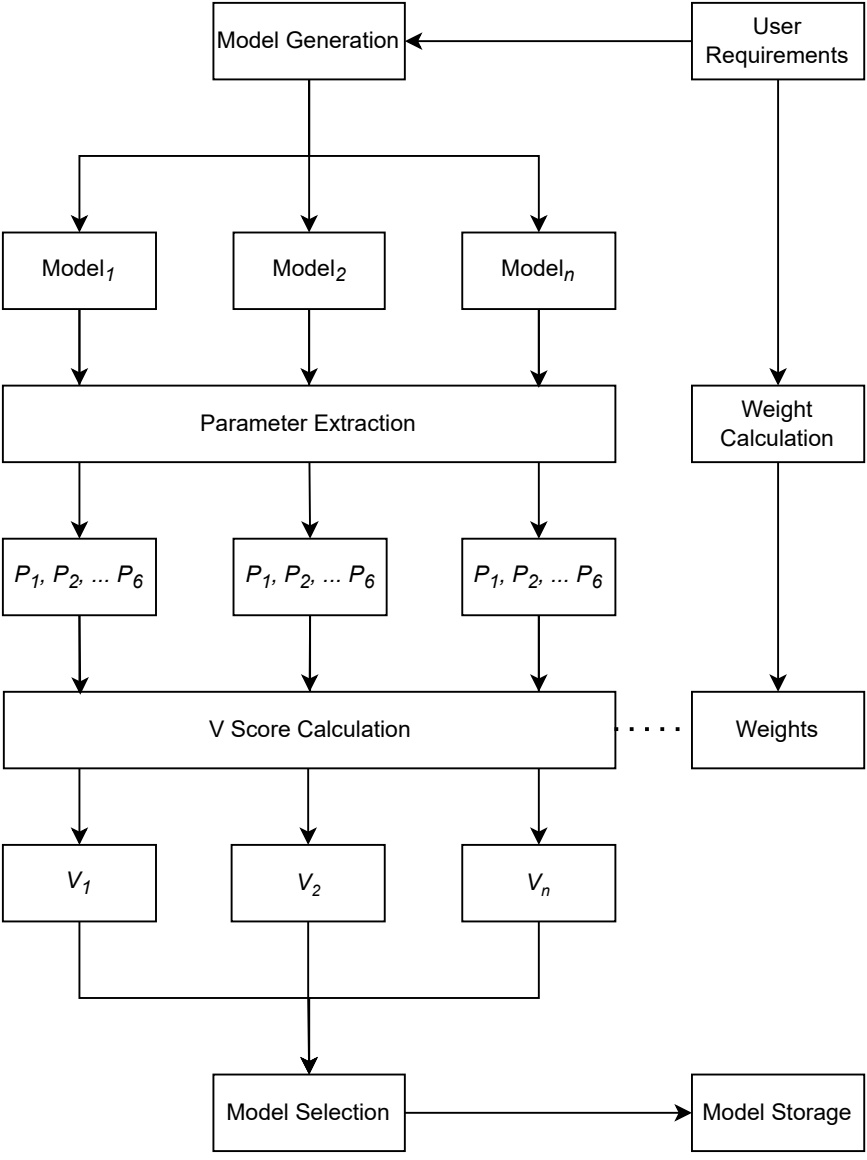 Model Generation
User
Requirements
Model1
Model2
Modeln
Parameter Extraction
Weight
Calculation
P1, P2, ... P6
P1, P2, ... P6
P1, P2, ... P6
V Score Calculation
Weights
V1
V2
Vn
Model Selection
Model Storage